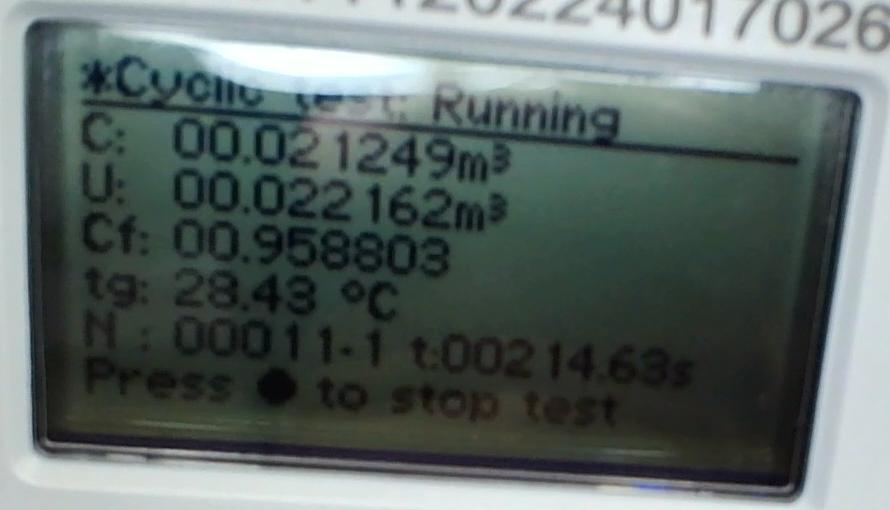 20224017026
*Cyclic test: Running
C: 00.021249m³
U: 00.022162m³
Cf: 00.958803
tg: 28.43 °C
N : 00011-1 t:00214.63s
Press ● to stop test